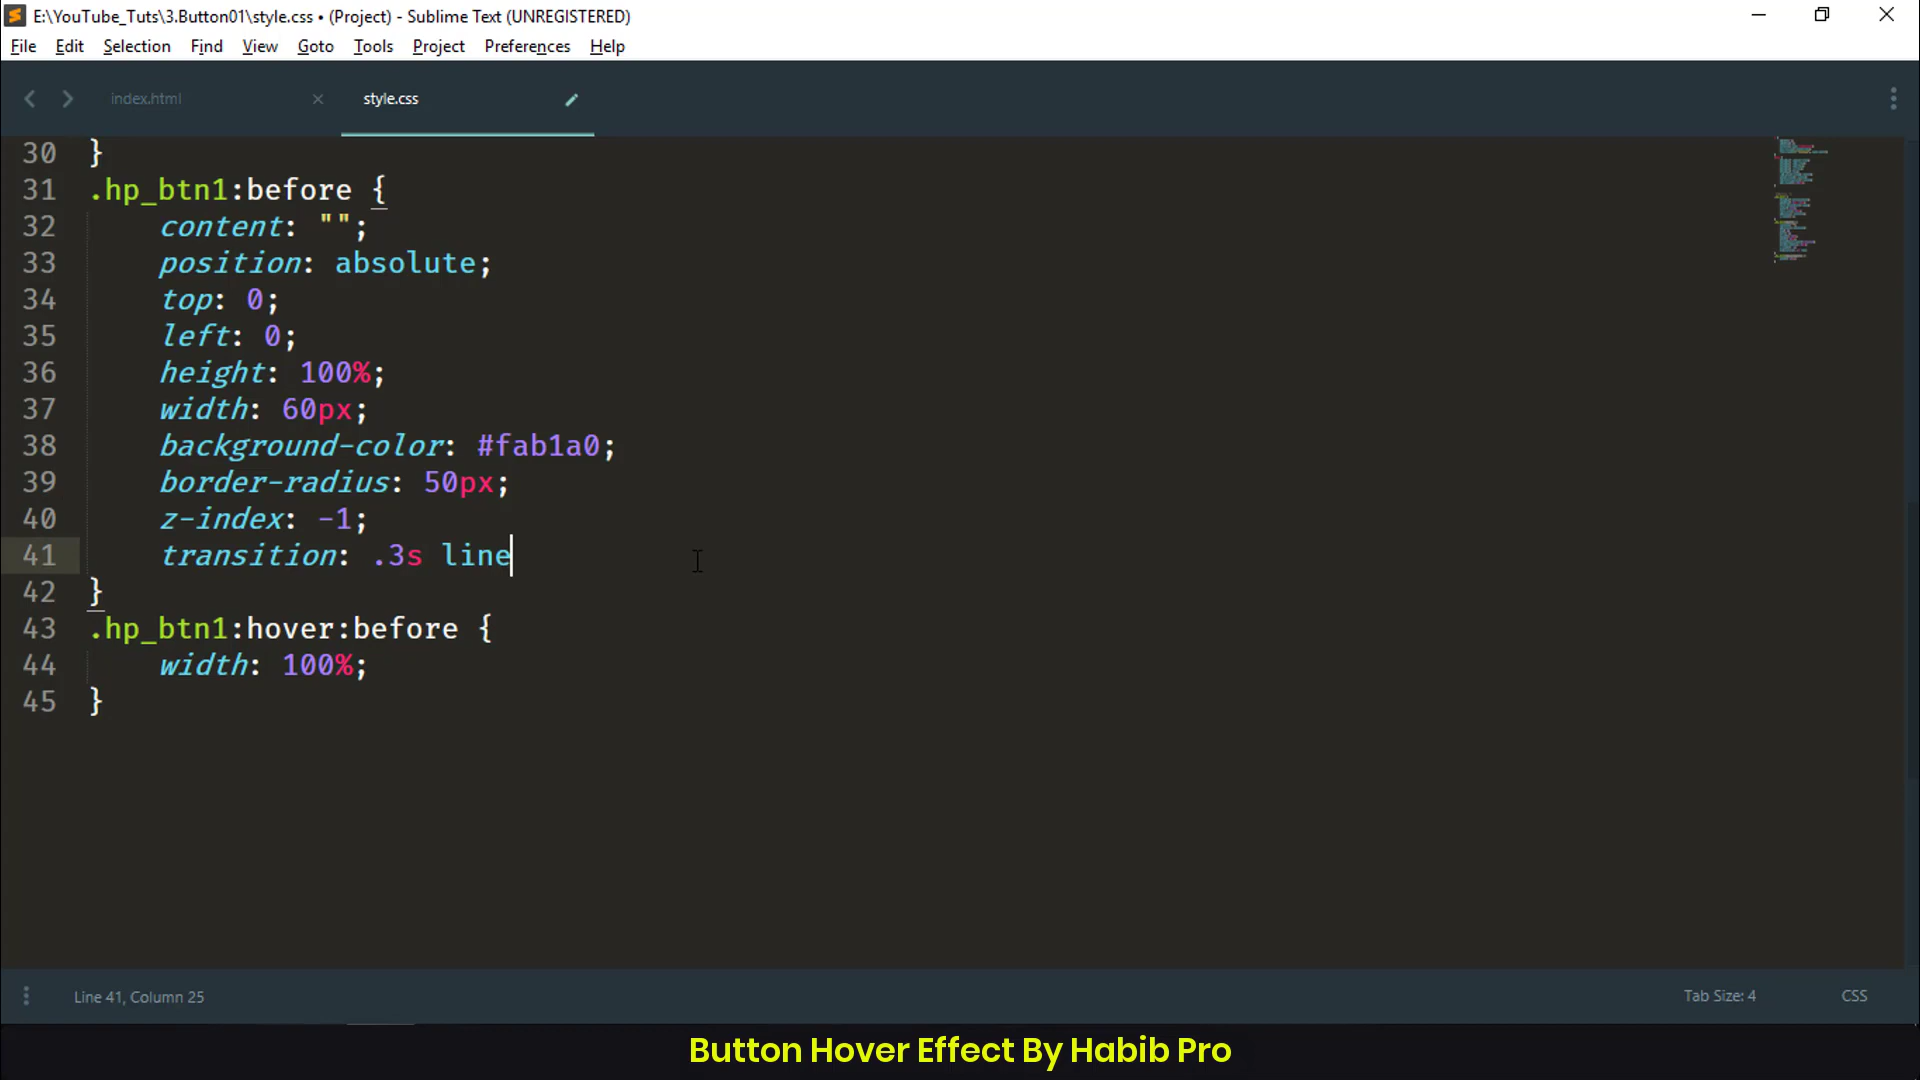 E:\YouTube_Tuts\3.Button01\style.css • (Project) - Sublime Text (UNREGISTERED)
File Edit Selection Find View Goto Tools Project Preferences Help
index.html style.css
30 }
31 .hp_btn1:before {
32 content: "";
33 position: absolute;
34 top: 0;
35 left: 0;
36 height: 100%;
37 width: 60px;
38 background-color: #fab1a0;
39 border-radius: 50px;
40 z-index: -1;
41 transition: .3s line
42 }
43 .hp_btn1:hover:before {
44 width: 100%;
45 }
Line 41, Column 25 Tab Size: 4 CSS
Button Hover Effect By Habib Pro